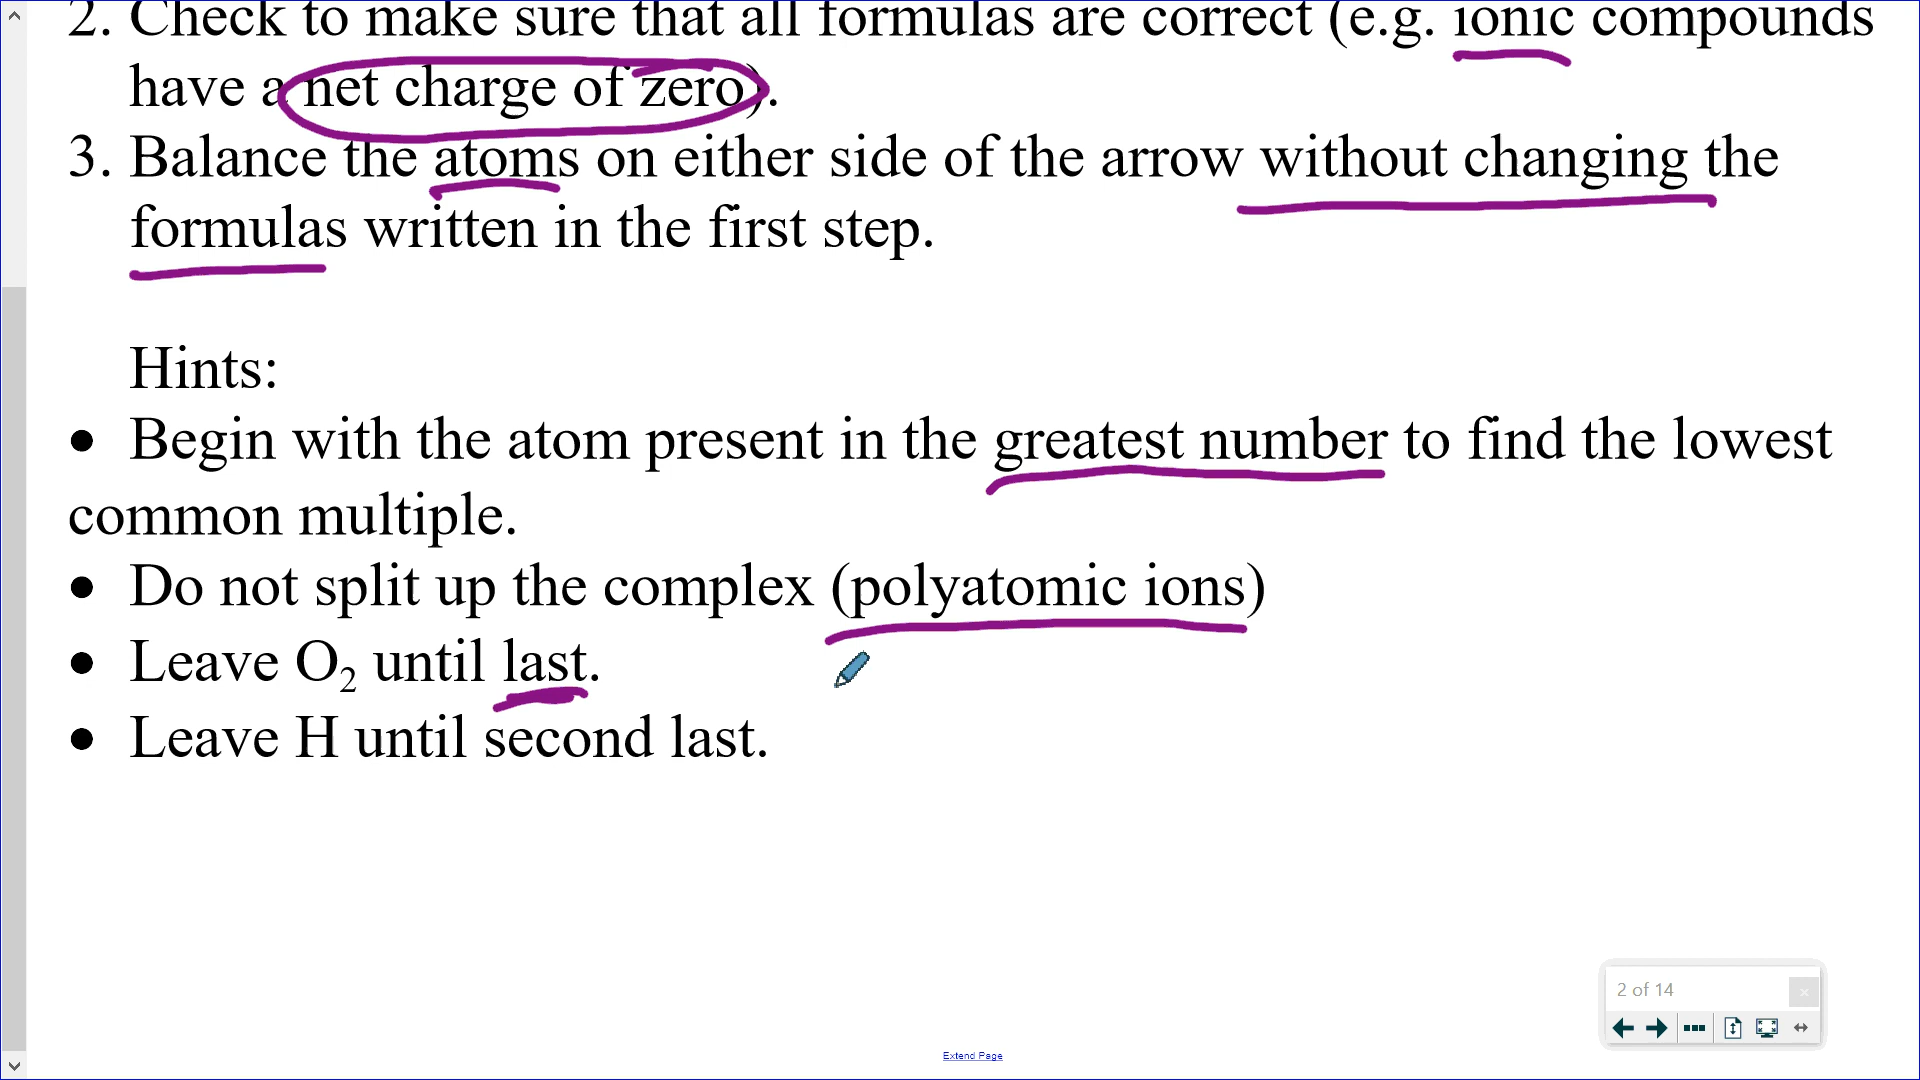 2. Check to make sure that all formulas are correct (e.g. ionic compounds
have a net charge of zero).
3. Balance the atoms on either side of the arrow without changing the
formulas written in the first step.
Hints:
● Begin with the atom present in the greatest number to find the lowest
common multiple.
● Do not split up the complex (polyatomic ions)
● Leave O₂ until last.
● Leave H until second last.
2 of 14
Extend Page